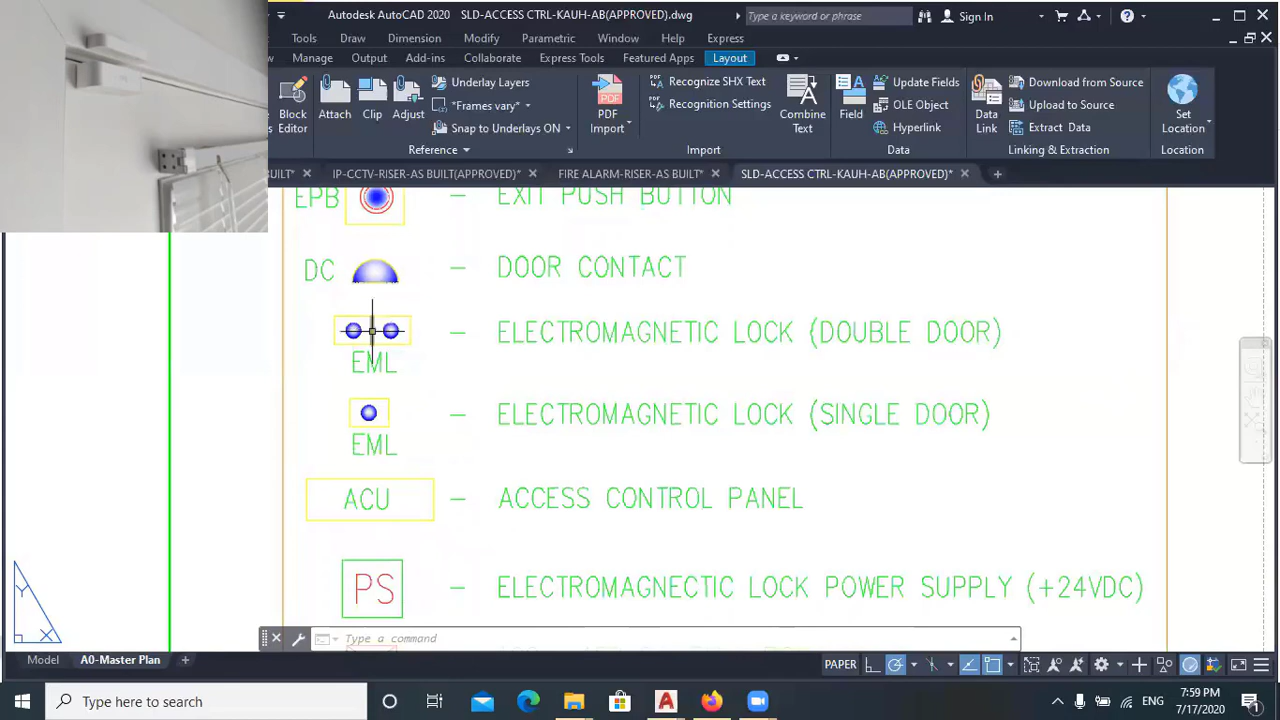 Autodesk AutoCAD 2020 SLD-ACCESS CTRL-KAUH-AB(APPROVED).dwg Type a keyword or phrase Sign In
Tools Draw Dimension Modify Parametric Window Help Express
Manage Output Add-ins Collaborate Express Tools Featured Apps Layout
Block Editor
Attach
Clip
Adjust
Underlay Layers
*Frames vary*
Snap to Underlays ON
Reference
PDF Import
Recognize SHX Text
Recognition Settings
Combine Text
Import
Field
Update Fields
OLE Object
Hyperlink
Data
Data Link
Download from Source
Upload to Source
Extract Data
Linking & Extraction
Set Location
Location
BUILT* IP-CCTV-RISER-AS BUILT(APPROVED)* FIRE ALARM-RISER-AS BUILT* SLD-ACCESS CTRL-KAUH-AB(APPROVED)*
EPB – EXIT PUSH BUTTON
DC – DOOR CONTACT
– ELECTROMAGNETIC LOCK (DOUBLE DOOR)
EML
– ELECTROMAGNETIC LOCK (SINGLE DOOR)
EML
ACU – ACCESS CONTROL PANEL
PS – ELECTROMAGNECTIC LOCK POWER SUPPLY (+24VDC)
Type a command
Y
X
Model A0-Master Plan PAPER
Type here to search
ENG
7:59 PM
7/17/2020
1